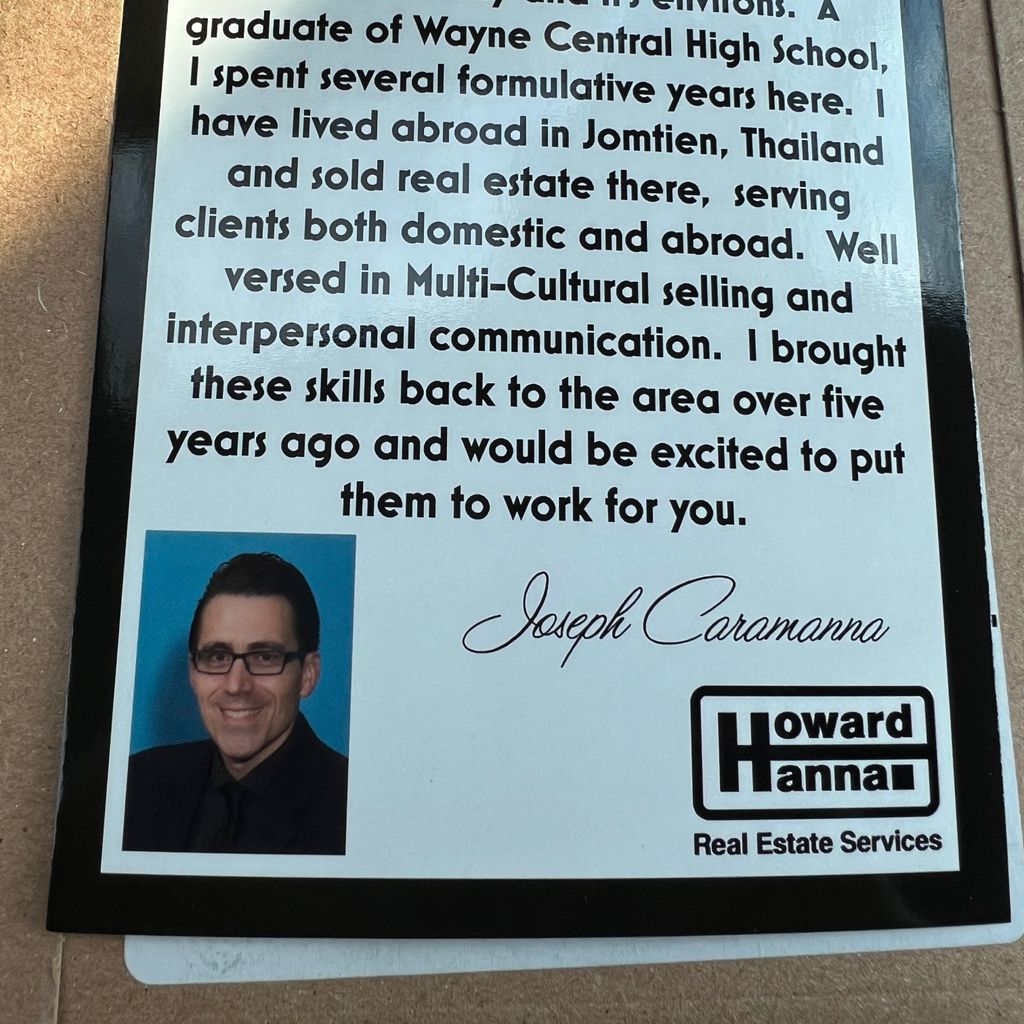 and it's environs. A
graduate of Wayne Central High School,
I spent several formulative years here. I
have lived abroad in Jomtien, Thailand
and sold real estate there, serving
clients both domestic and abroad. Well
versed in Multi-Cultural selling and
interpersonal communication. I brought
these skills back to the area over five
years ago and would be excited to put
them to work for you.
Joseph Caramanna
Howard
Hanna
Real Estate Services